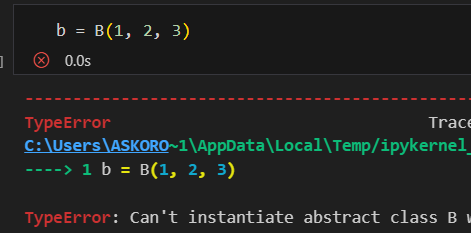 b = B(1, 2, 3)
0.0s
TypeError Trace
C:\Users\ASKORO~1\AppData\Local\Temp/ipykernel_
----> 1 b = B(1, 2, 3)
TypeError: Can't instantiate abstract class B w